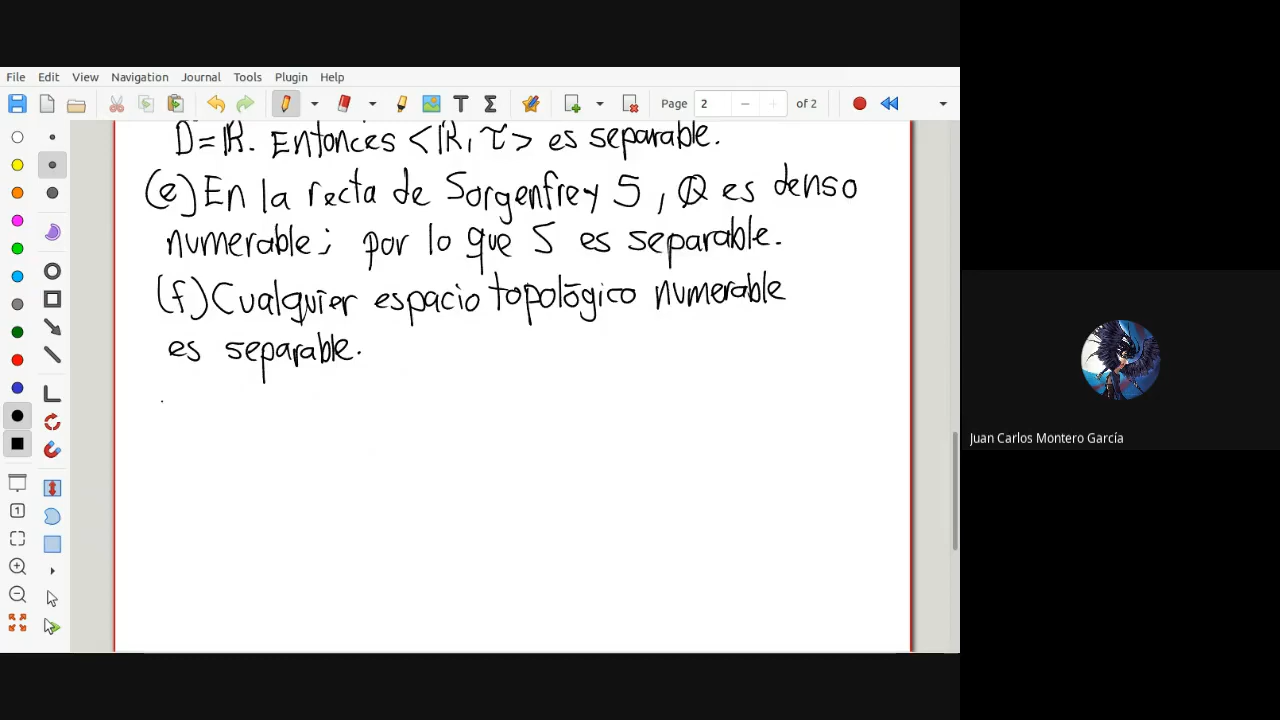 File Edit View Navigation Journal Tools Plugin Help
Page 2 of 2
D=ℝ. Entonces <ℝ, τ> es separable.
(e) En la recta de Sorgenfrey S, ℚ es denso
numerable; por lo que S es separable.
(f) Cualquier espacio topológico numerable
es separable.
Juan Carlos Montero García